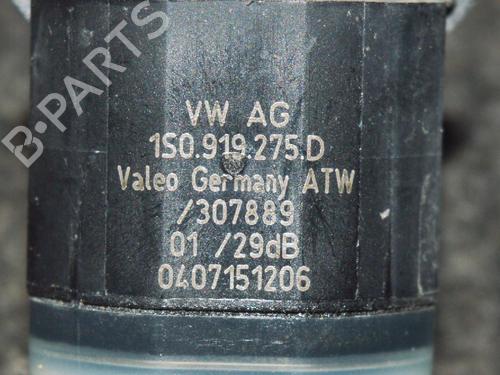 B-PARTS
VW AG
1S0.919.275.D
Valeo Germany ATW
/307889
01 /29dB
0407151206